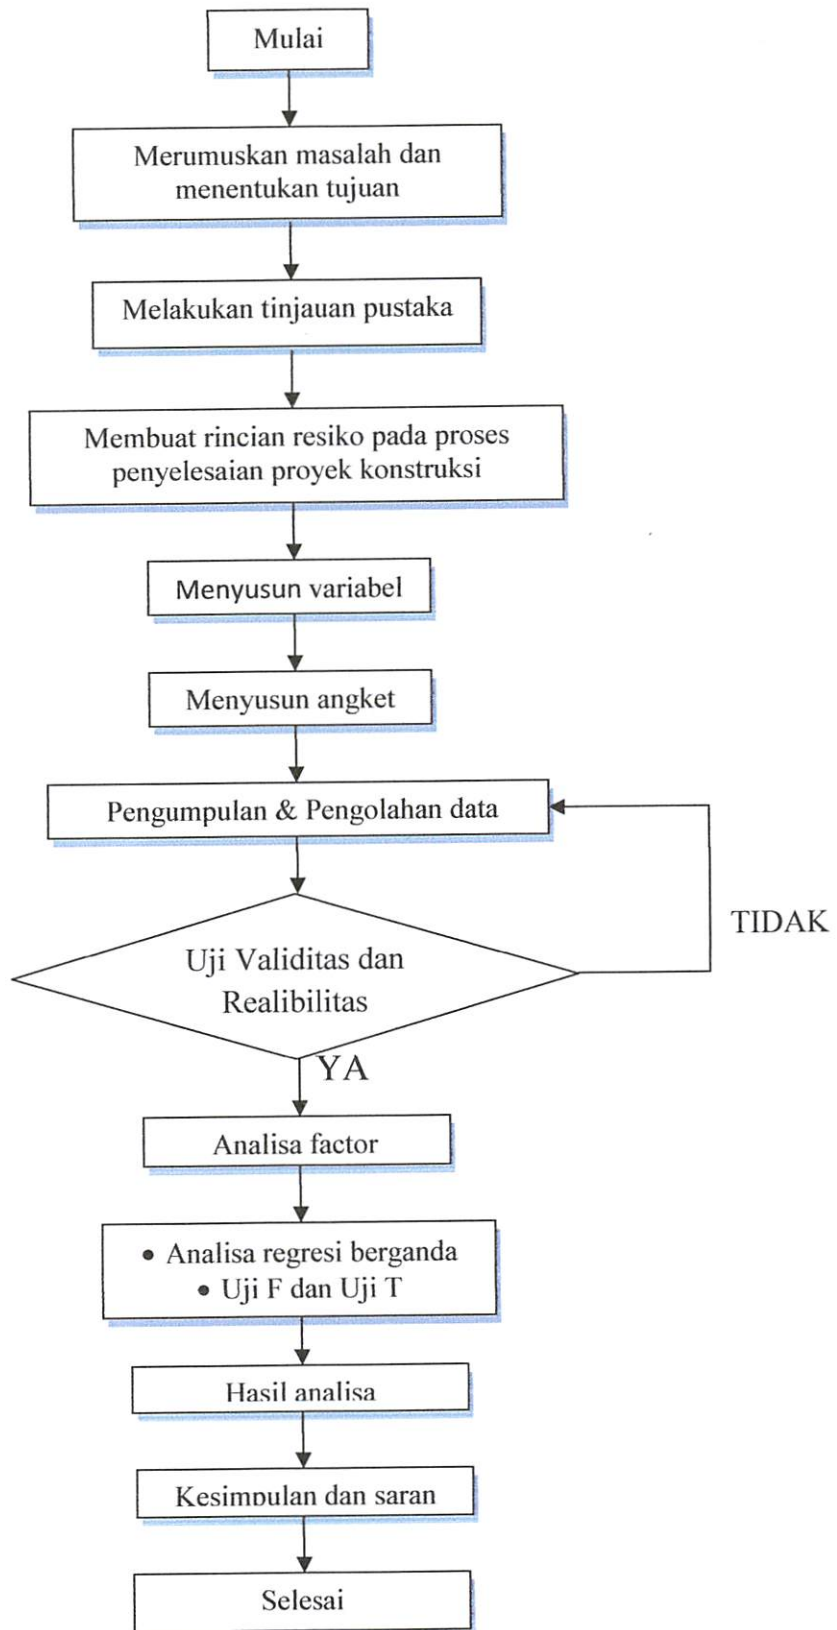 Mulai
Merumuskan masalah dan
menentukan tujuan
Melakukan tinjauan pustaka
Membuat rincian resiko pada proses
penyelesaian proyek konstruksi
Menyusun variabel
Menyusun angket
Pengumpulan & Pengolahan data
TIDAK
Uji Validitas dan
Realibilitas
YA
Analisa factor
• Analisa regresi berganda
• Uji F dan Uji T
Hasil analisa
Kesimpulan dan saran
Selesai